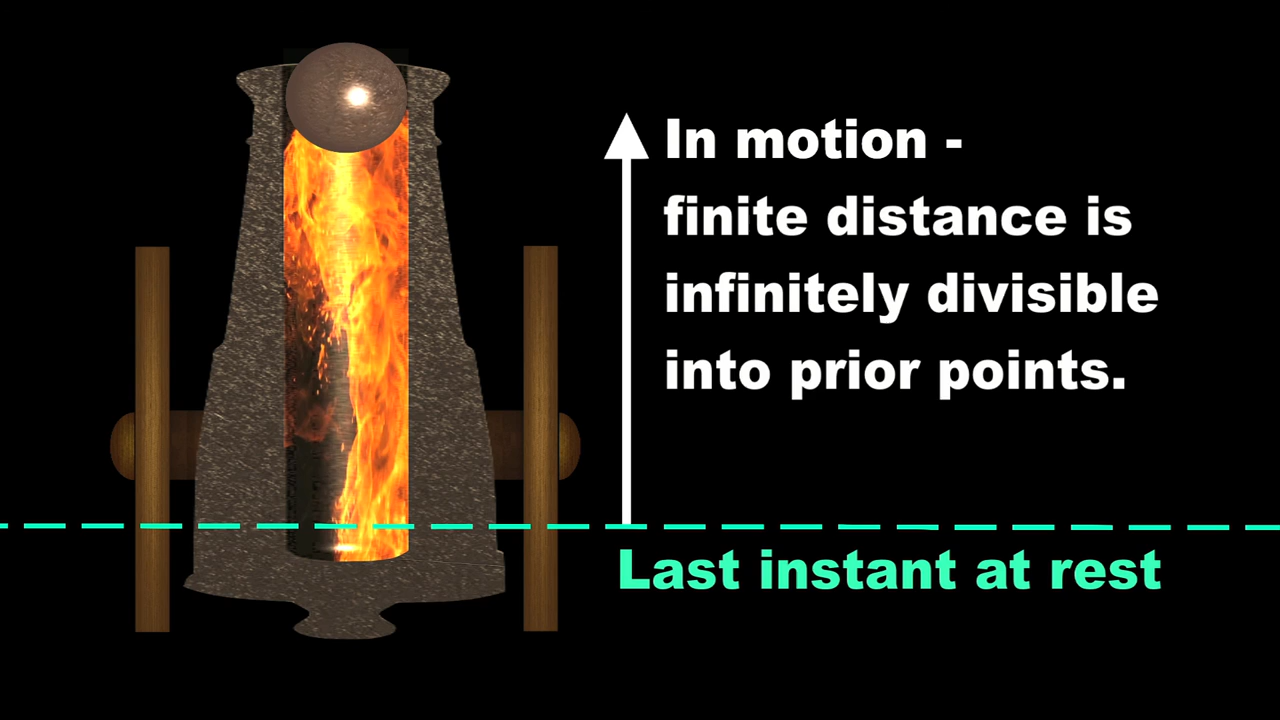 In motion -
finite distance is
infinitely divisible
into prior points.
Last instant at rest